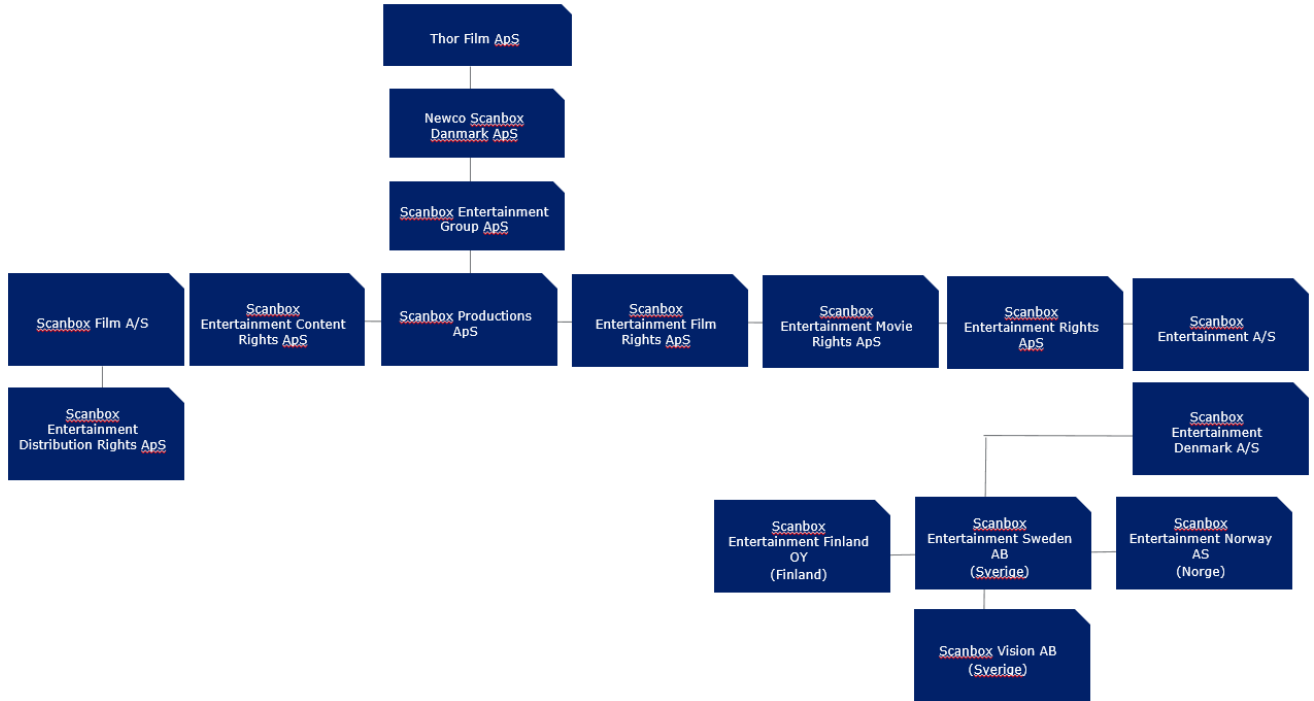 Thor Film ApS
Newco Scanbox
Danmark ApS
Scanbox Entertainment
Group ApS
Scanbox Film A/S
Scanbox
Entertainment Content
Rights ApS
Scanbox Productions
ApS
Scanbox
Entertainment Film
Rights ApS
Scanbox
Entertainment Movie
Rights ApS
Scanbox
Entertainment Rights
ApS
Scanbox
Entertainment A/S
Scanbox
Entertainment
Distribution Rights ApS
Scanbox
Entertainment
Denmark A/S
Scanbox
Entertainment Finland
OY
(Finland)
Scanbox
Entertainment Sweden
AB
(Sverige)
Scanbox
Entertainment Norway
AS
(Norge)
Scanbox Vision AB
(Sverige)